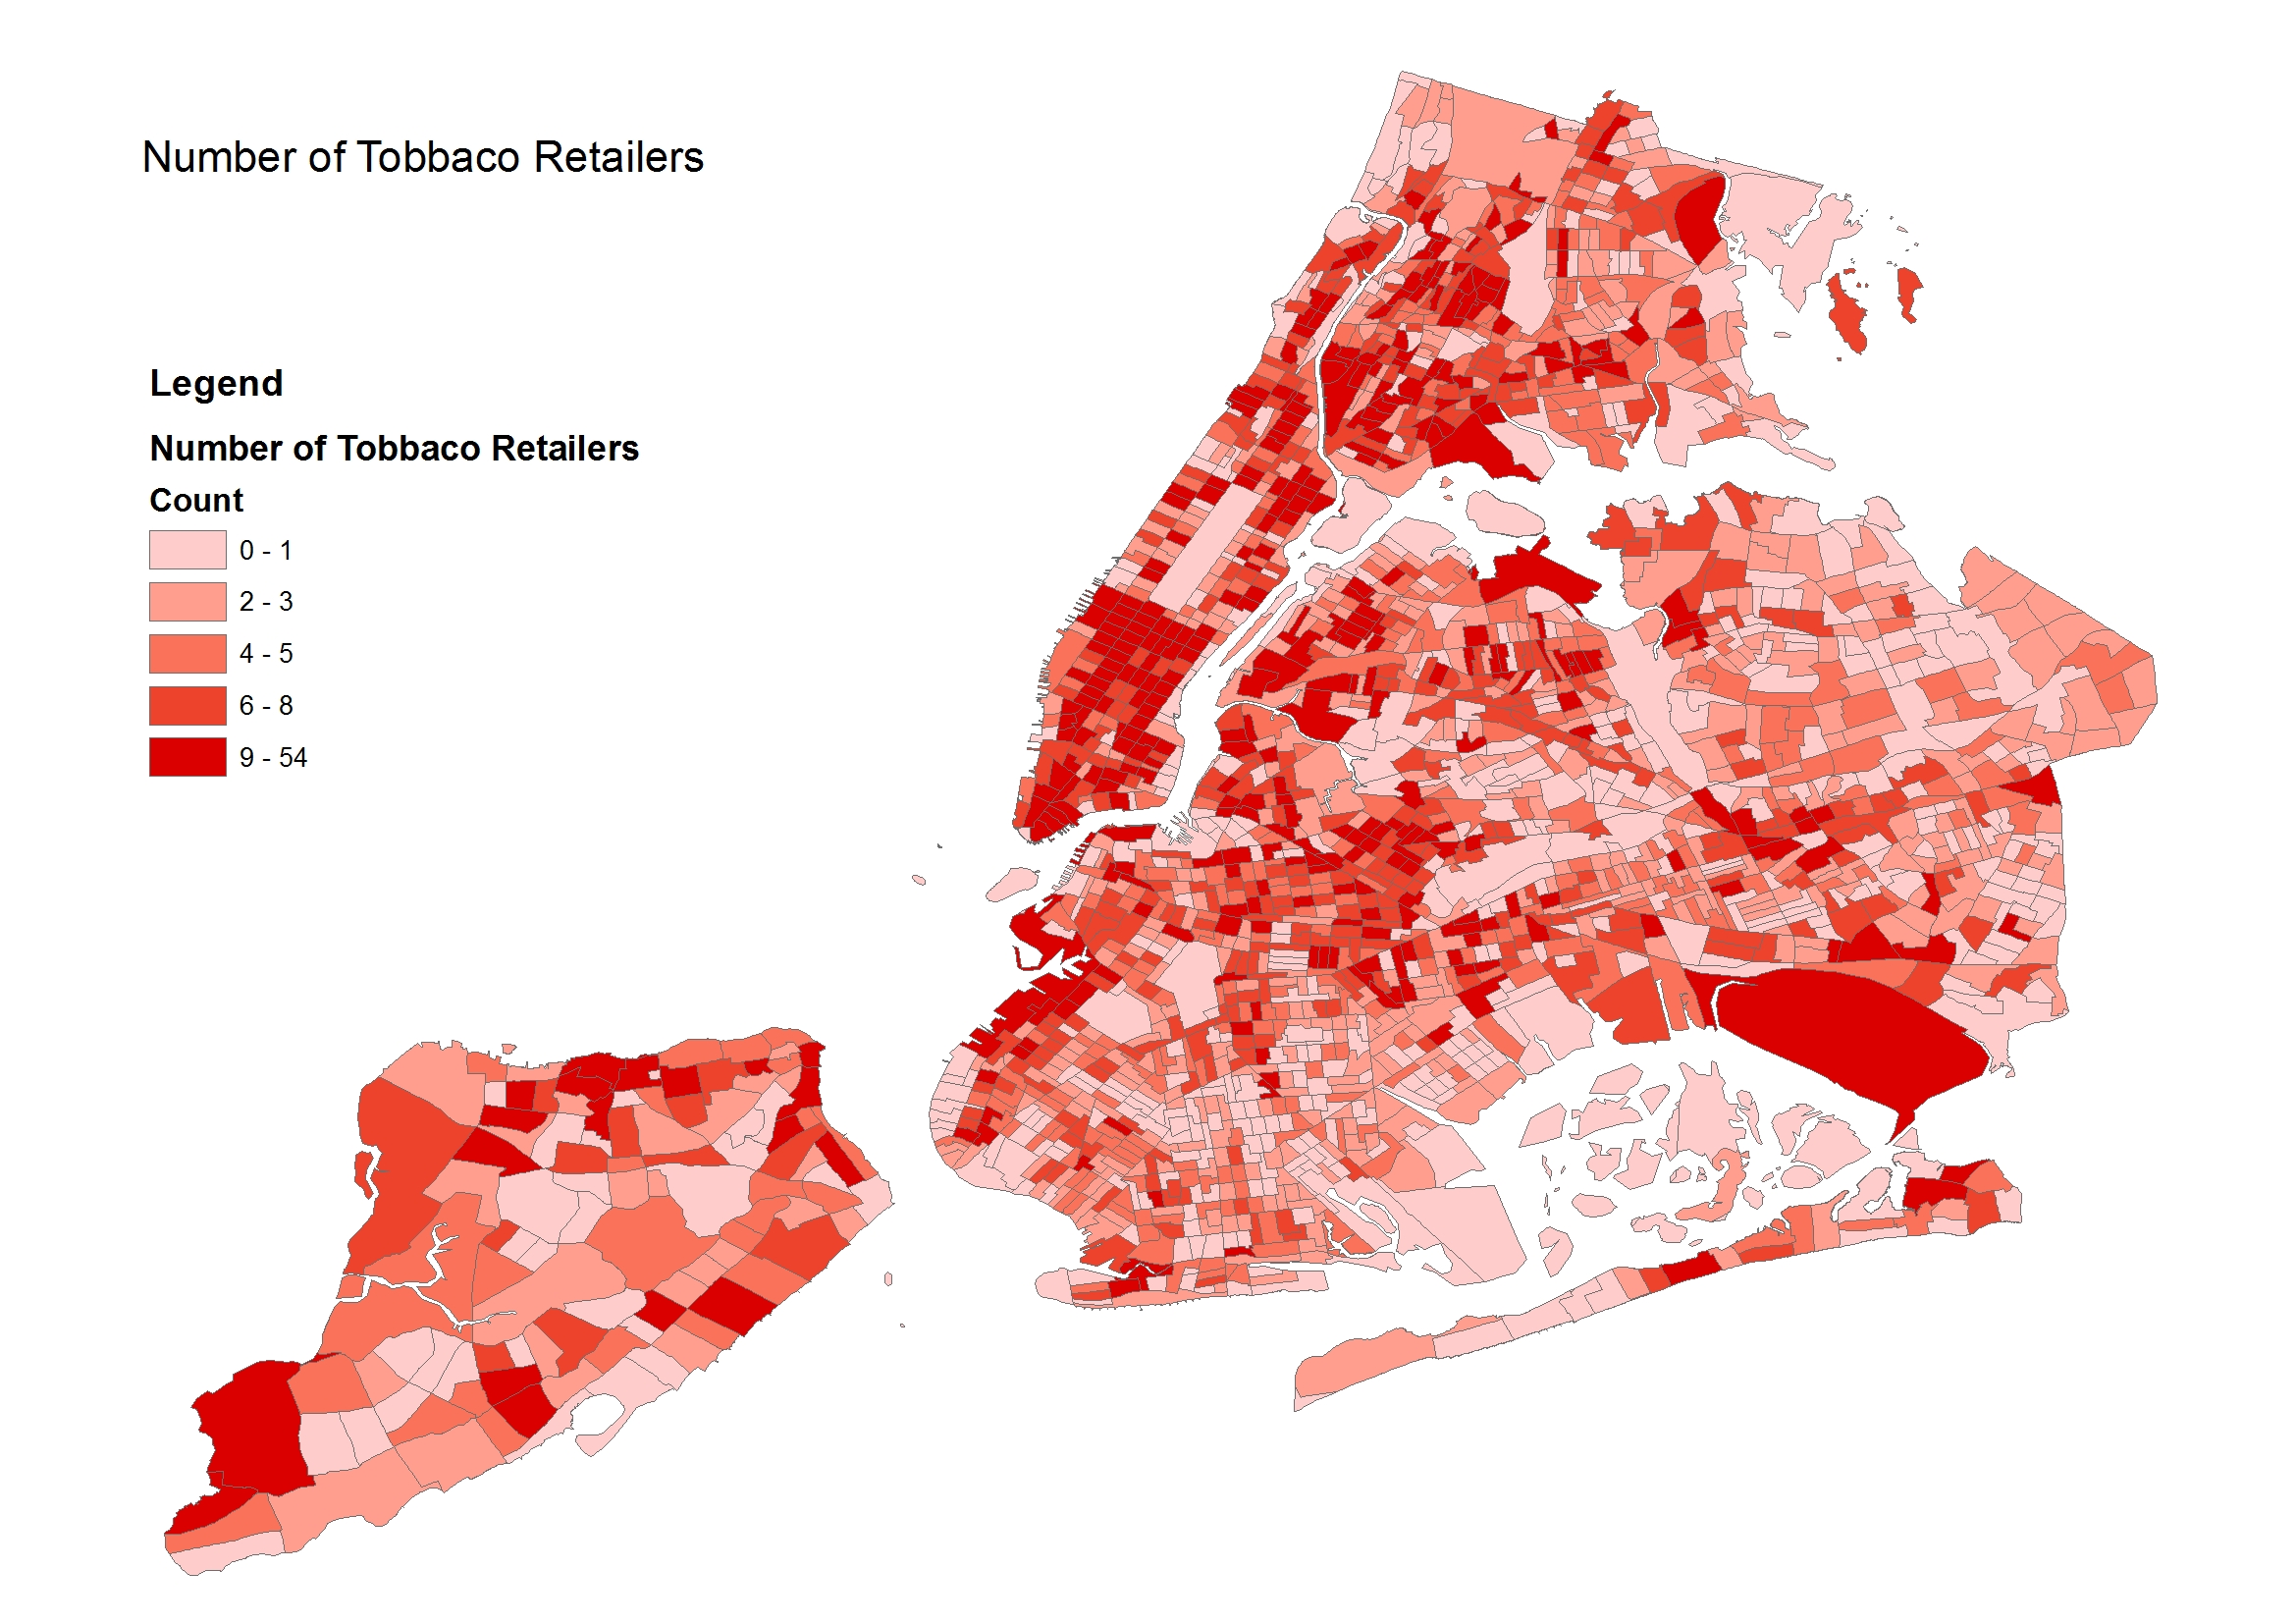 Number of Tobbaco Retailers
Legend
Number of Tobbaco Retailers
Count
0 - 1
2 - 3
4 - 5
6 - 8
9 - 54